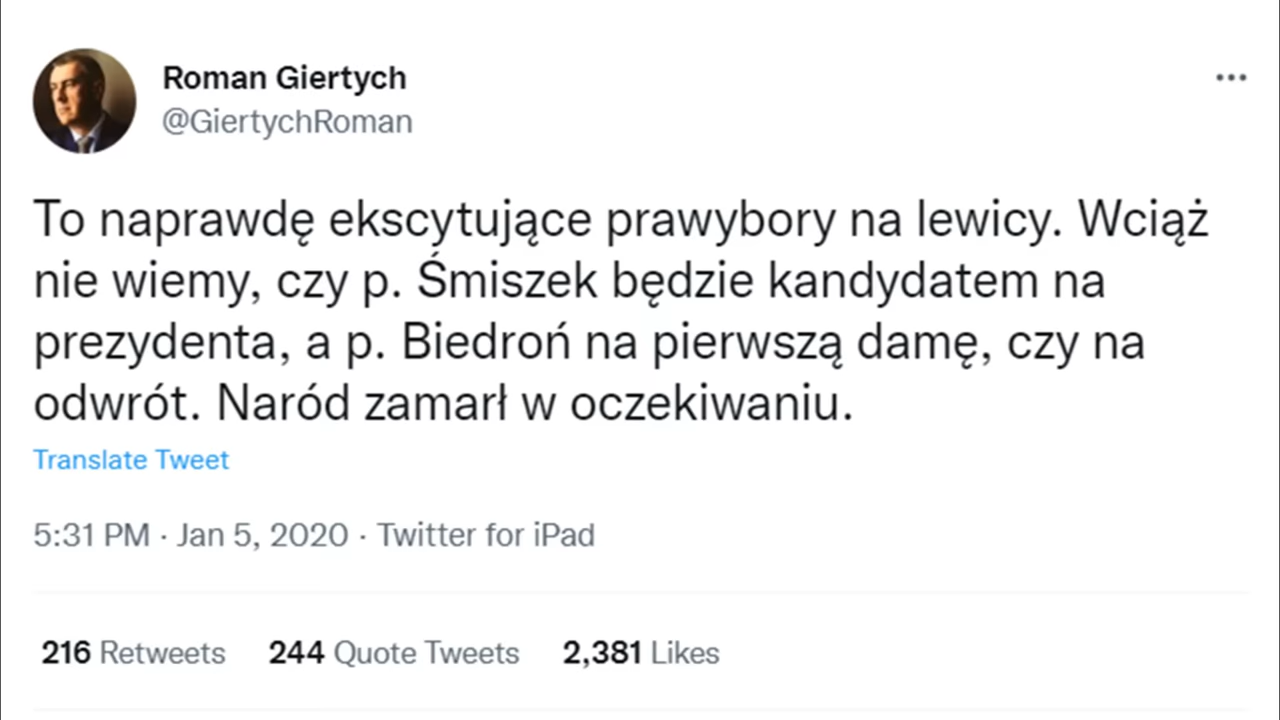 Roman Giertych
@GiertychRoman
To naprawdę ekscytujące prawybory na lewicy. Wciąż
nie wiemy, czy p. Śmiszek będzie kandydatem na
prezydenta, a p. Biedroń na pierwszą damę, czy na
odwrót. Naród zamarł w oczekiwaniu.
Translate Tweet
5:31 PM · Jan 5, 2020 · Twitter for iPad
216 Retweets 244 Quote Tweets 2,381 Likes